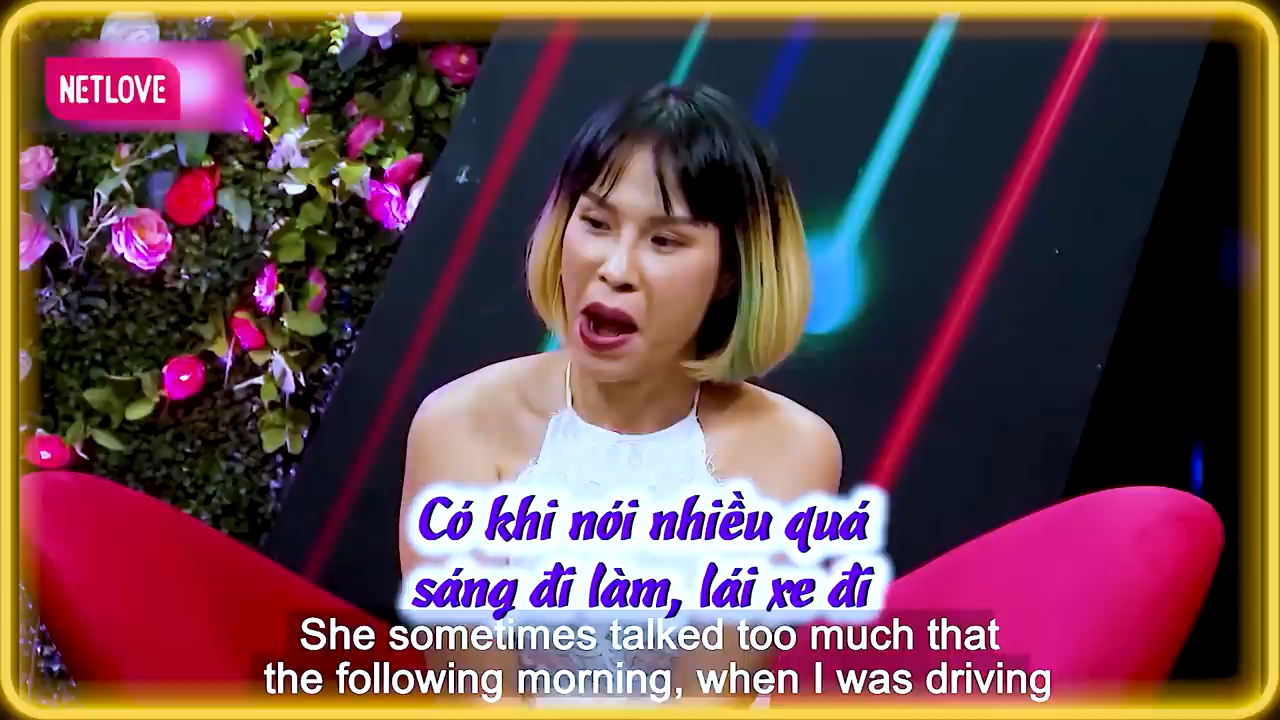 NETLOVE
Có khi nói nhiều quá
sáng đi làm, lái xe đi
She sometimes talked too much that
the following morning, when I was driving